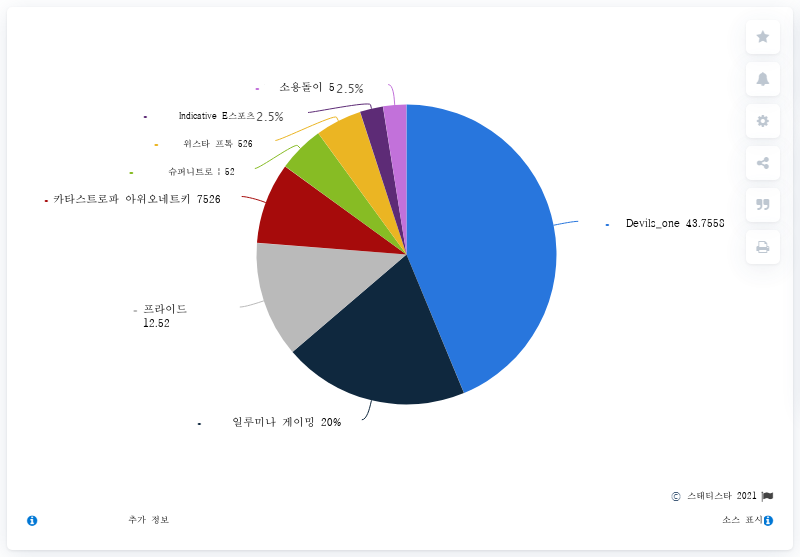 소용돌이 5 2.5%
Indicative E스포츠 2.5%
위스타 프톡 526
슈퍼니트로 : 52
카타스트로파 아위오네트키 7526
Devils_one 43.7558
프라이드
12.52
일루미나 게이밍 20%
© 스태티스타 2021
추가 정보
소스 표시